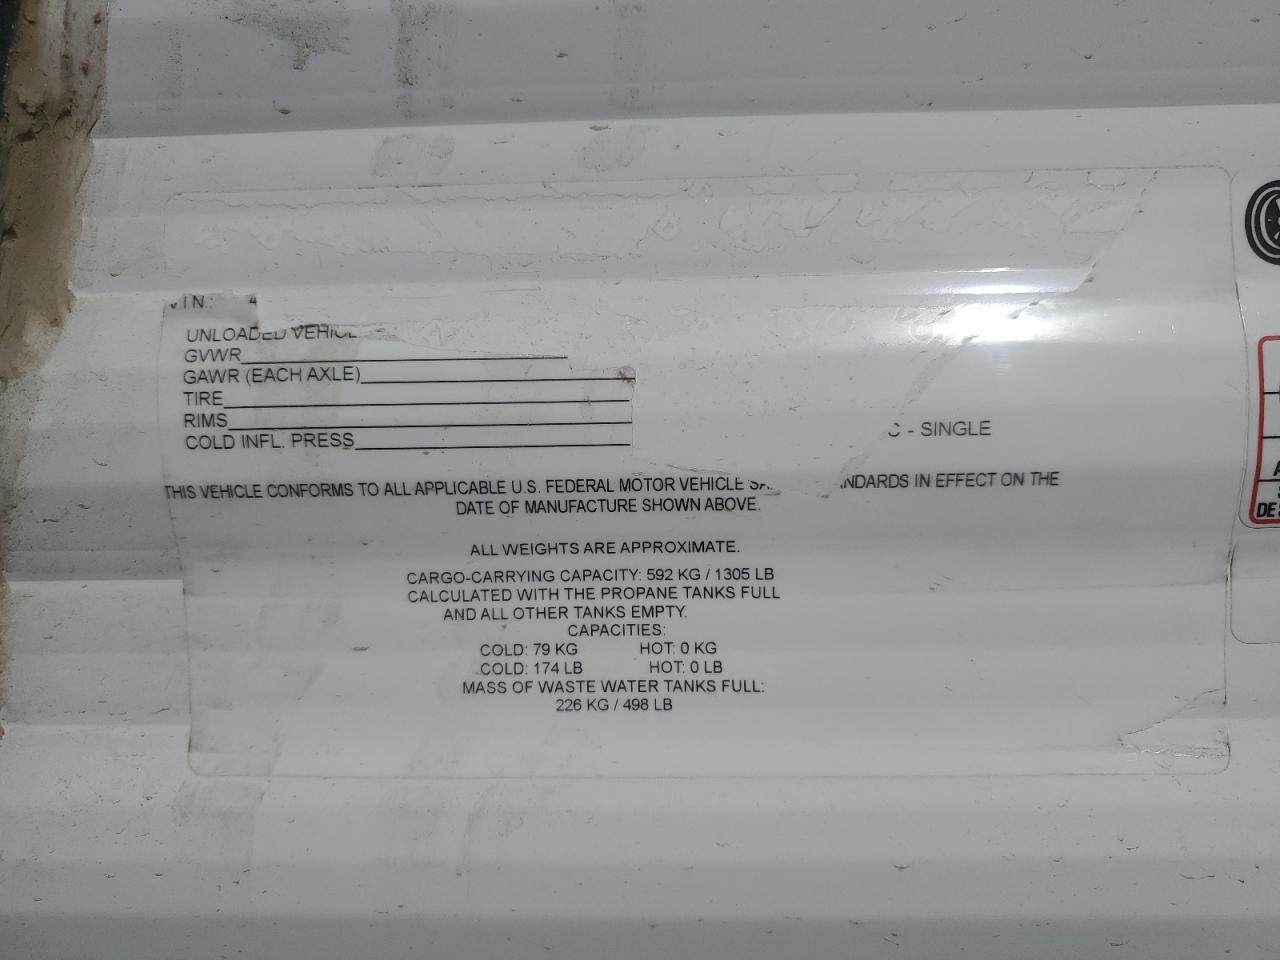 VIN: 4
UNLOADED VEHICL
GVWR
GAWR (EACH AXLE)
TIRE
RIMS
COLD INFL. PRESS
- SINGLE
THIS VEHICLE CONFORMS TO ALL APPLICABLE U.S. FEDERAL MOTOR VEHICLE SA NDARDS IN EFFECT ON THE
DATE OF MANUFACTURE SHOWN ABOVE.
ALL WEIGHTS ARE APPROXIMATE.
CARGO-CARRYING CAPACITY: 592 KG / 1305 LB
CALCULATED WITH THE PROPANE TANKS FULL
AND ALL OTHER TANKS EMPTY.
CAPACITIES:
COLD: 79 KG HOT: 0 KG
COLD: 174 LB HOT: 0 LB
MASS OF WASTE WATER TANKS FULL:
226 KG / 498 LB